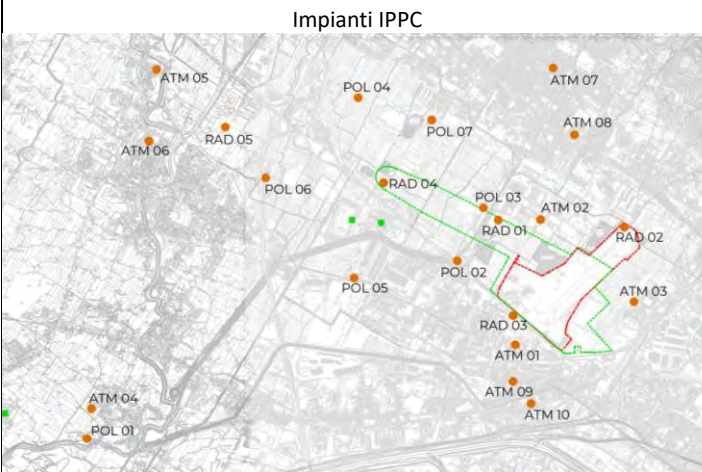 Impianti IPPC
ATM 05
ATM 07
POL 04
POL 07
ATM 08
RAD 05
ATM 06
POL 06
RAD 04
POL 03
RAD 01
ATM 02
RAD 02
POL 02
POL 05
ATM 03
RAD 03
ATM 01
ATM 09
ATM 10
ATM 04
POL 01